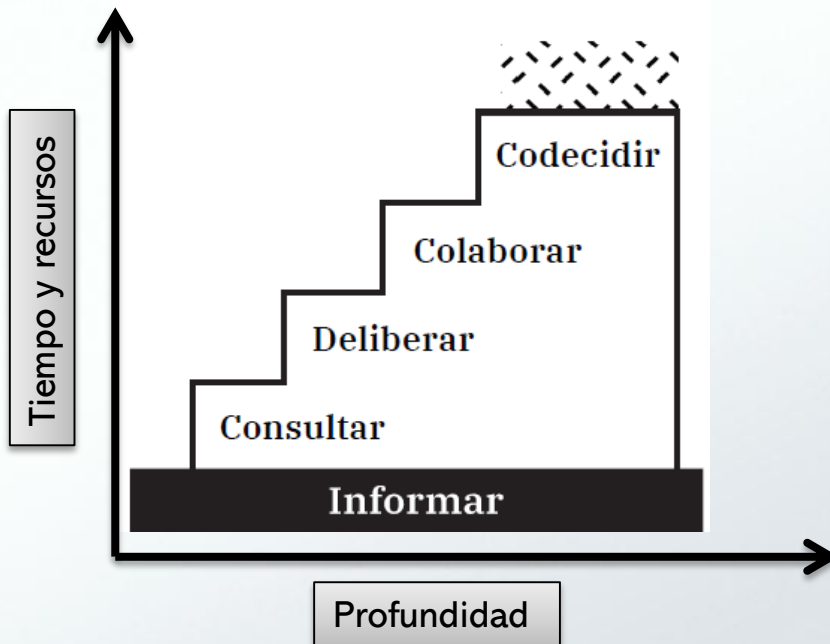 Tiempo y recursos
Codecidir
Colaborar
Deliberar
Consultar
Informar
Profundidad